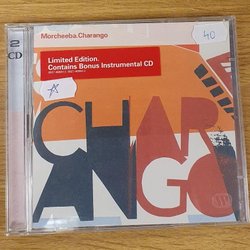 2
CD
Morcheeba.Charango
40
Limited Edition.
Contains Bonus Instrumental CD
CHAR
ANGO